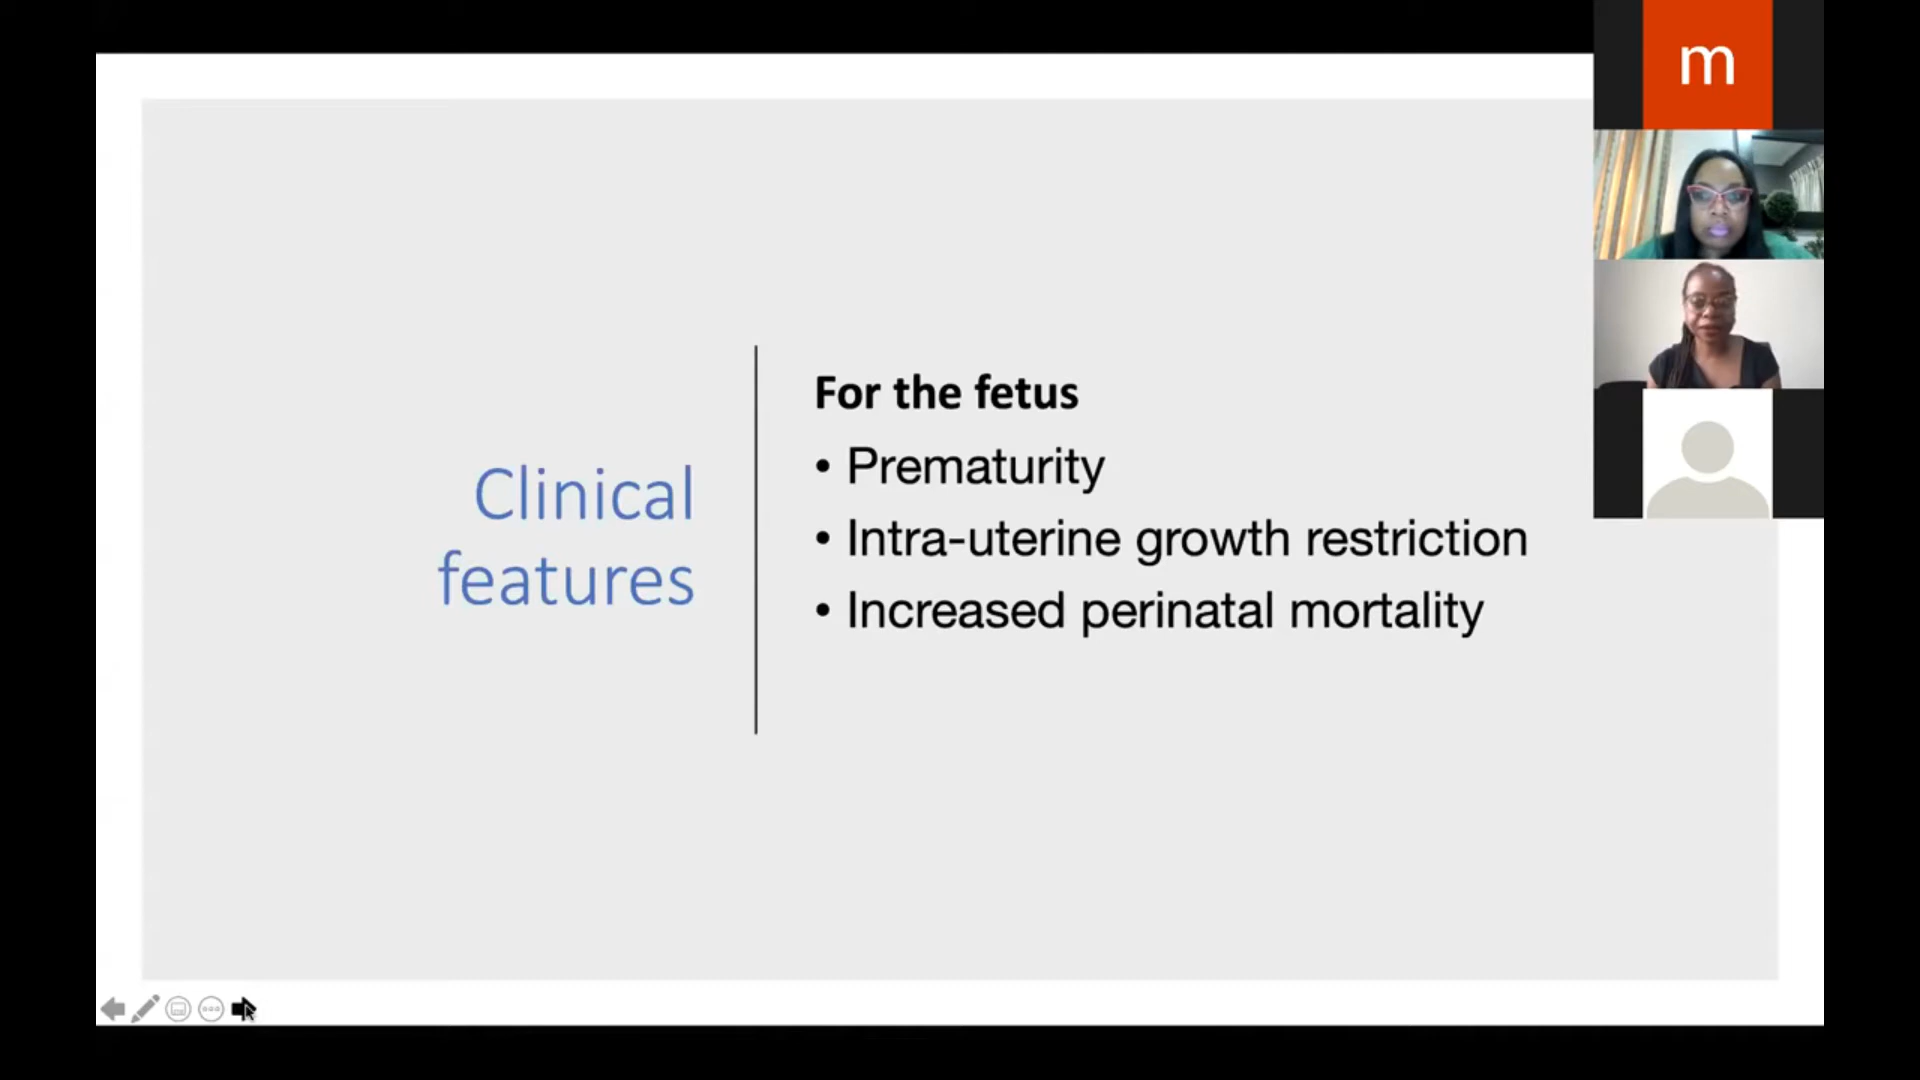 m
Clinical
features
For the fetus
• Prematurity
• Intra-uterine growth restriction
• Increased perinatal mortality